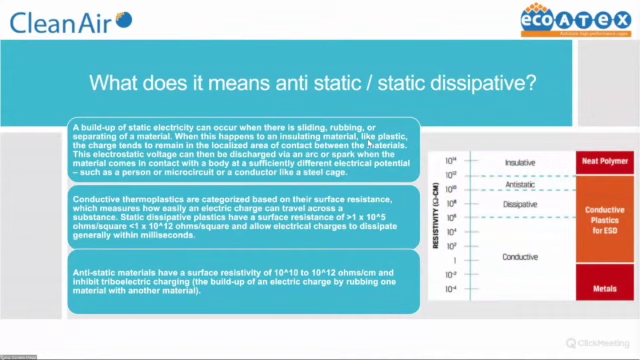 CleanAir
ecoATEX
What does it means anti static / static dissipative?
A build-up of static electricity can occur when there is sliding, rubbing, or
separating of a material. When this happens to an insulating material, like plastic,
the charge tends to remain in the localized area of contact between the materials.
This electrostatic voltage can then be discharged via an arc or spark when the
material comes in contact with a body at a sufficiently different electrical potential
– such as a person or microcircuit or a conductor like a steel cage.
Conductive thermoplastics are categorized based on their surface resistance,
which measures how easily an electric charge can travel across a
substance. Static dissipative plastics have a surface resistance of >1 x 10^5
ohms/square <1 x 10^12 ohms/square and allow electrical charges to dissipate
generally within milliseconds.
Anti-static materials have a surface resistivity of 10^10 to 10^12 ohms/cm and
inhibit triboelectric charging (the build-up of an electric charge by rubbing one
material with another material).
RESISTIVITY (Ω-CM)
Insulative
Antistatic
Dissipative
Conductive
Neat Polymer
Conductive
Plastics
for ESD
Metals
ClickMeeting